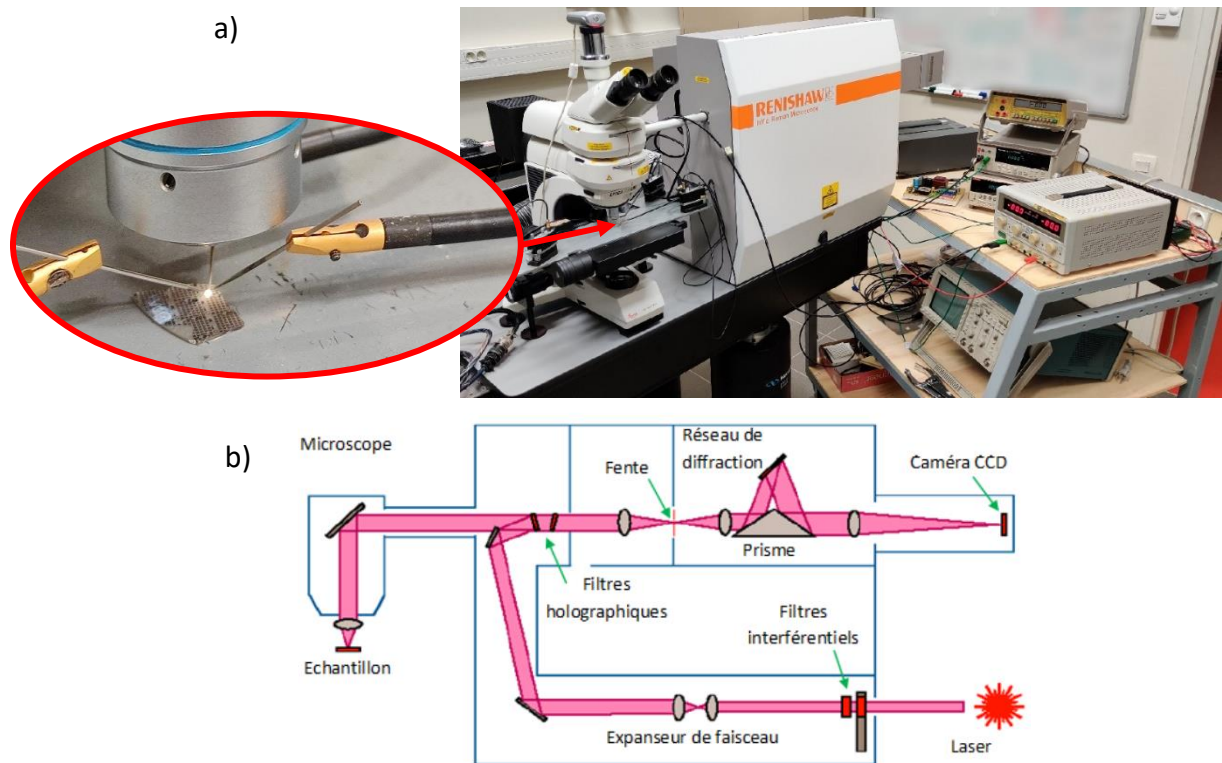 a)
RENISHAW
b)
Microscope
Réseau de
diffraction
Fente
Caméra CCD
Prisme
Filtres
holographiques
Filtres
interférentiels
Echantillon
Expanseur de faisceau
Laser